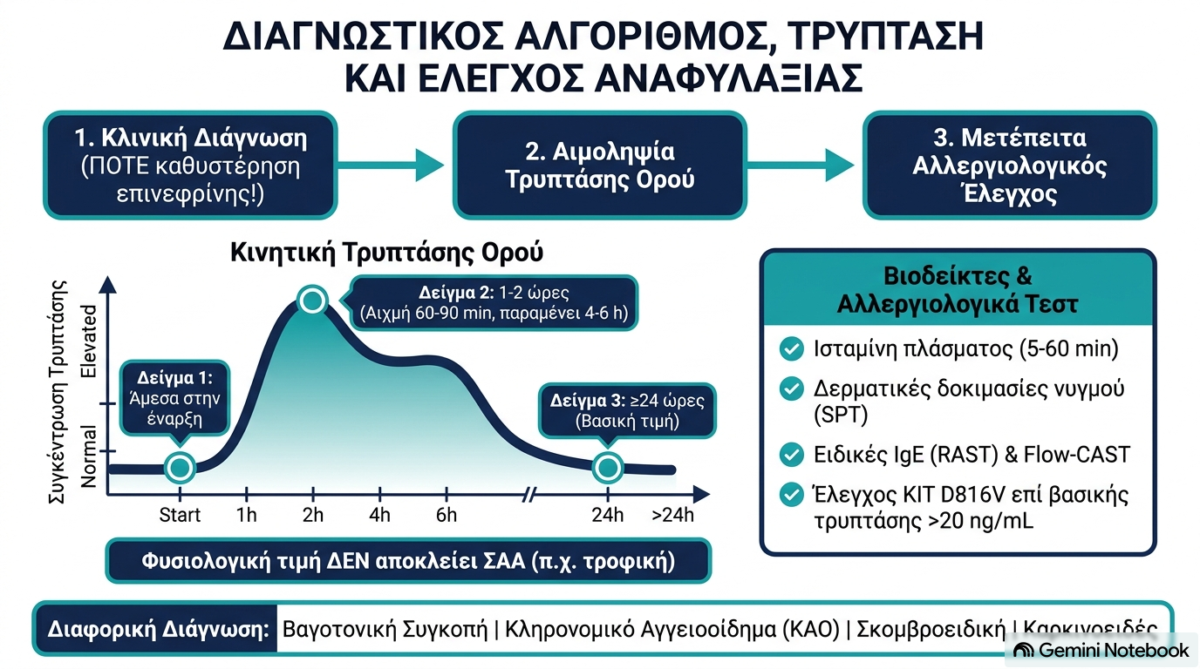 ΔΙΑΓΝΩΣΤΙΚΟΣ ΑΛΓΟΡΙΘΜΟΣ, ΤΡΥΠΤΑΣΗ
ΚΑΙ ΕΛΕΓΧΟΣ ΑΝΑΦΥΛΑΞΙΑΣ
1. Κλινική Διάγνωση
(ΠΟΤΕ καθυστέρηση
επινεφρίνης!)
2. Αιμοληψία
Τρυπτάσης Ορού
3. Μετέπειτα
Αλλεργιολογικός
Έλεγχος
Κινητική Τρυπτάσης Ορού
Συγκέντρωση Τρυπτάσης
Elevated
Normal
Δείγμα 1:
Άμεσα στην
έναρξη
Δείγμα 2: 1-2 ώρες
(Αιχμή 60-90 min, παραμένει 4-6 h)
Δείγμα 3: ≥24 ώρες
(Βασική τιμή)
Start 1h 2h 4h 6h 24h >24h
Φυσιολογική τιμή ΔΕΝ αποκλείει ΣΑΑ (π.χ. τροφική)
Βιοδείκτες &
Αλλεργιολογικά Τεστ
Ισταμίνη πλάσματος (5-60 min)
Δερματικές δοκιμασίες νυγμού
(SPT)
Ειδικές IgE (RAST) & Flow-CAST
Έλεγχος KIT D816V επί βασικής
τρυπτάσης >20 ng/mL
Διαφορική Διάγνωση: Βαγοτονική Συγκοπή | Κληρονομικό Αγγειοοίδημα (ΚΑΟ) | Σκομβροειδική | Καρκινοειδές
Gemini Notebook